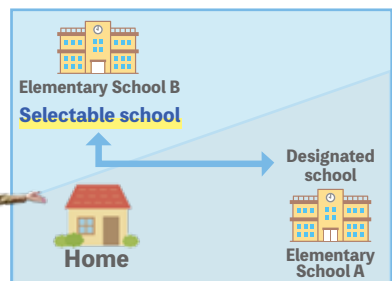 Elementary School B
Selectable school
Designated
school
Home
Elementary
School A